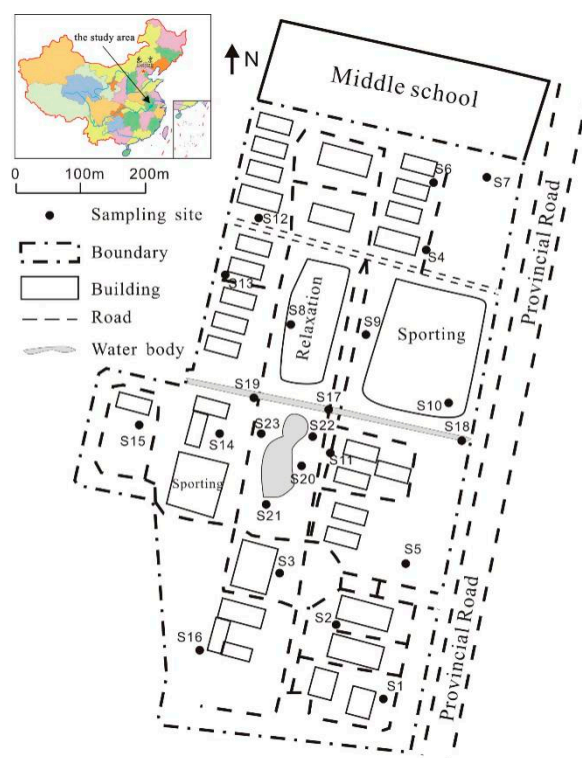 the study area
N
Middle school
0 100m 200m
Sampling site
Boundary
Building
Road
Water body
S6
S7
S12
S4
S13
S8
Relaxation
S9
Sporting
Provincial Road
S19
S17
S10
S18
S15
S14
S23
S22
S11
S20
Sporting
S21
S5
S3
S2
S16
S1
Provincial Road